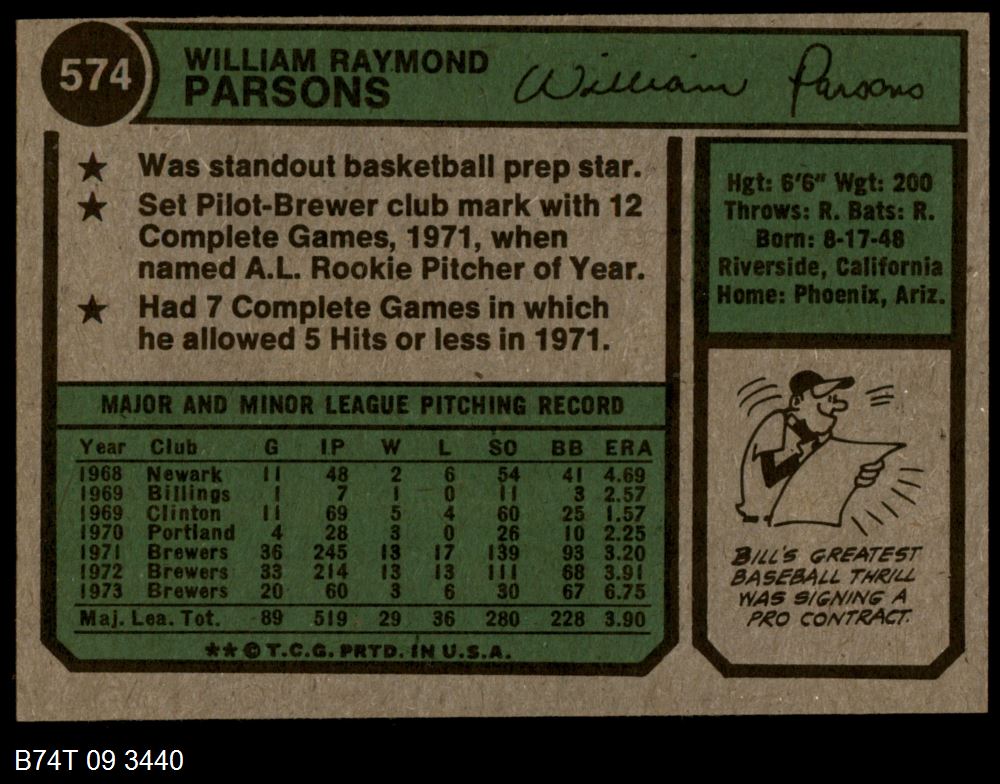 574
WILLIAM RAYMOND
PARSONS
William Parsons
★ Was standout basketball prep star.
★ Set Pilot-Brewer club mark with 12
Complete Games, 1971, when
named A.L. Rookie Pitcher of Year.
★ Had 7 Complete Games in which
he allowed 5 Hits or less in 1971.
Hgt: 6'6" Wgt: 200
Throws: R. Bats: R.
Born: 8-17-48
Riverside, California
Home: Phoenix, Ariz.
MAJOR AND MINOR LEAGUE PITCHING RECORD
Year Club G IP W L SO BB ERA
1968 Newark 11 48 2 6 54 41 4.69
1969 Billings 1 7 1 0 11 3 2.57
1969 Clinton 11 69 5 4 60 25 1.57
1970 Portland 4 28 3 0 26 10 2.25
1971 Brewers 36 245 13 17 139 93 3.20
1972 Brewers 33 214 13 13 111 68 3.91
1973 Brewers 20 60 3 6 30 67 6.75
Maj. Lea. Tot. 89 519 29 36 280 228 3.90
★★© T.C.G. PRTD. IN U.S.A.
BILL'S GREATEST
BASEBALL THRILL
WAS SIGNING A
PRO CONTRACT.
B74T 09 3440